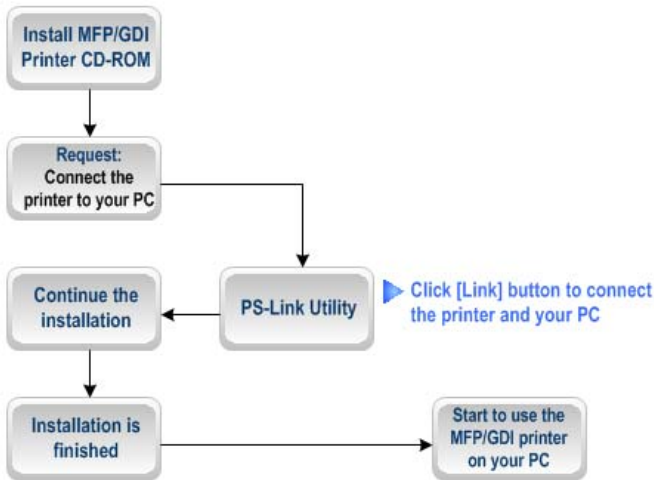 Install MFP/GDI
Printer CD-ROM
Request:
Connect the
printer to your PC
Continue the
installation
PS-Link Utility
Click [Link] button to connect
the printer and your PC
Installation is
finished
Start to use the
MFP/GDI printer
on your PC